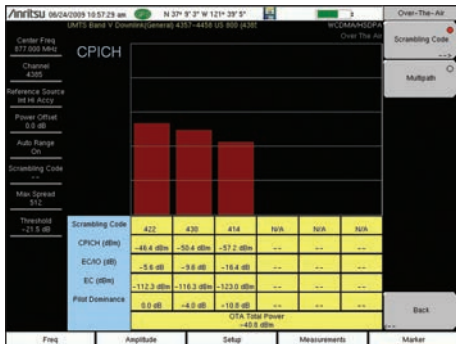 Anritsu 08/24/2009 10:57:29 am N 37° 9' 3" W 121° 39' 5"
UMTS Band V Downlink(General) 4357-4458 US 800 (4385 WCDMA/HSDPA
Over The Air
CPICH
Center Freq
877.000 MHz
Channel
4385
Reference Source
Int Hi Accy
Power Offset
0.0 dB
Auto Range
On
Scrambling Code
--
Max Spread
512
Threshold
-21.5 dB
Scrambling Code 422 430 414 N/A N/A N/A
CPICH (dBm) -46.4 dBm -50.4 dBm -57.2 dBm -- -- --
EC/IO (dB) -5.6 dB -9.6 dB -16.4 dB -- -- --
EC (dBm) -112.3 dBm -116.3 dBm -123.0 dBm -- -- --
Pilot Dominance 0.0 dB -4.0 dB -10.8 dB -- -- --
OTA Total Power
-40.8 dBm
Over-The-Air
Scrambling Code
-->
Multipath
Back
<--
Freq Amplitude Setup Measurements Marker